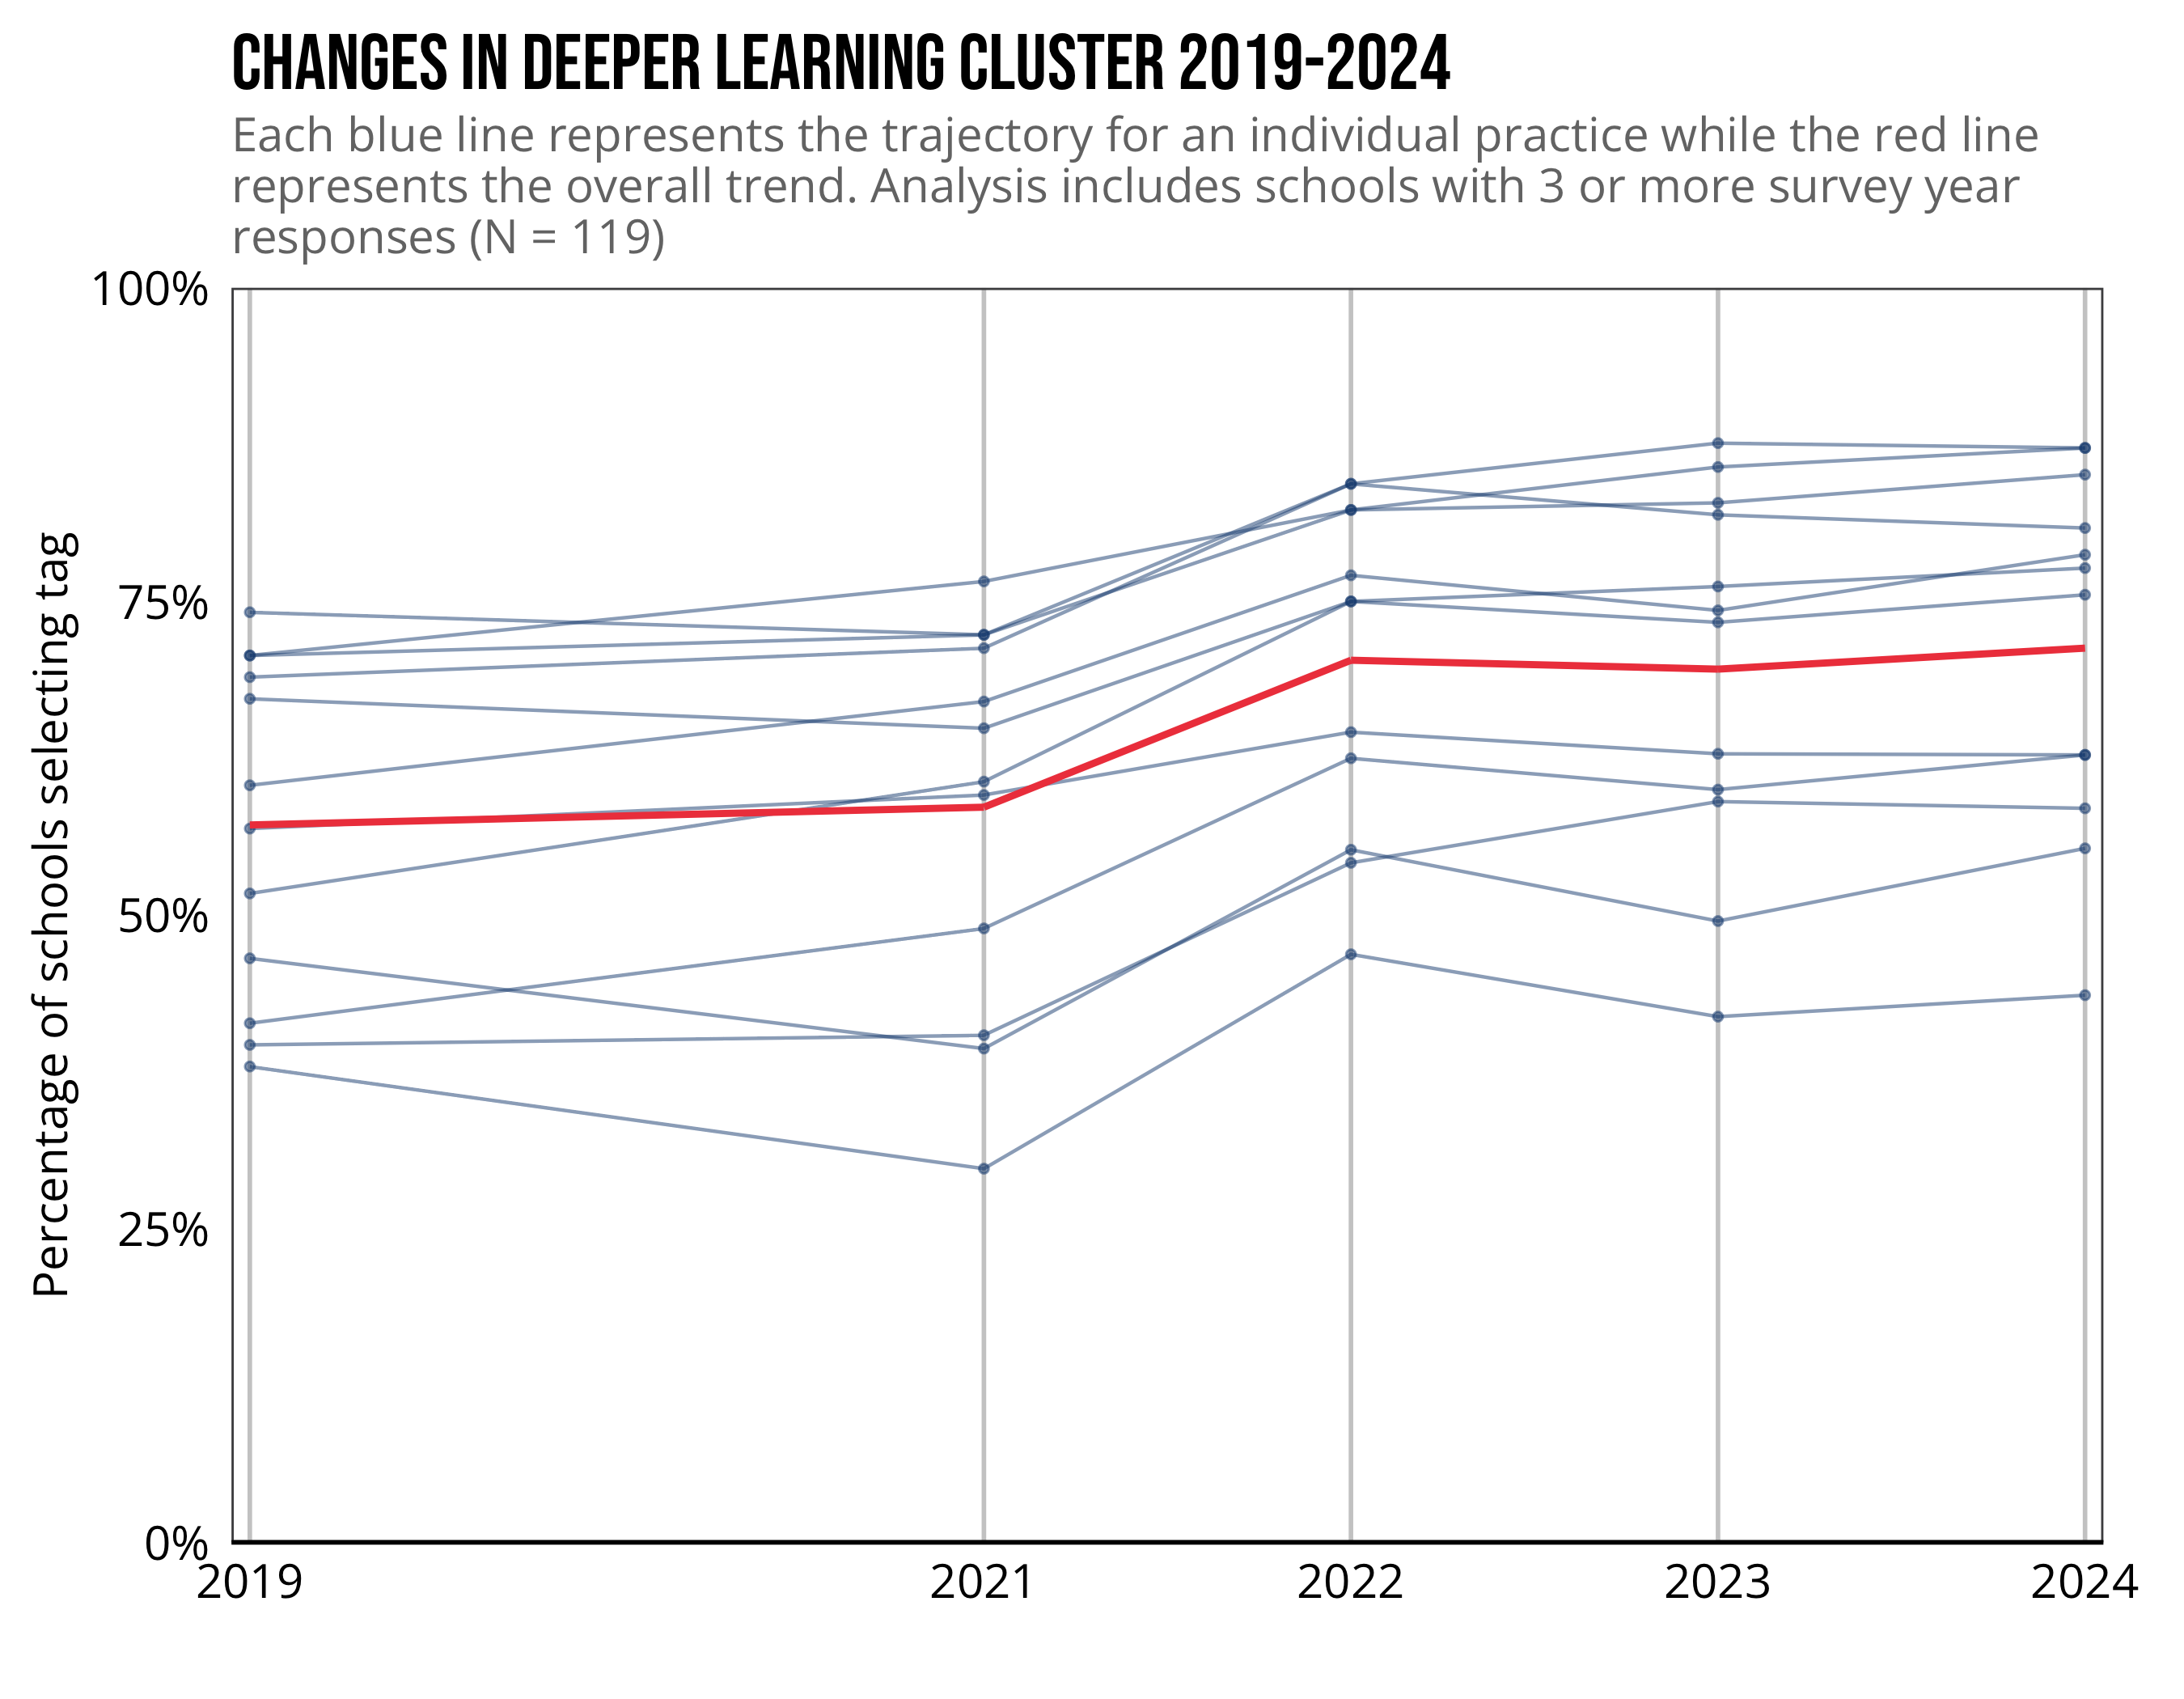 CHANGES IN DEEPER LEARNING CLUSTER 2019-2024
Each blue line represents the trajectory for an individual practice while the red line
represents the overall trend. Analysis includes schools with 3 or more survey year
responses (N = 119)
Percentage of schools selecting tag
100%
75%
50%
25%
0%
2019
2021
2022
2023
2024